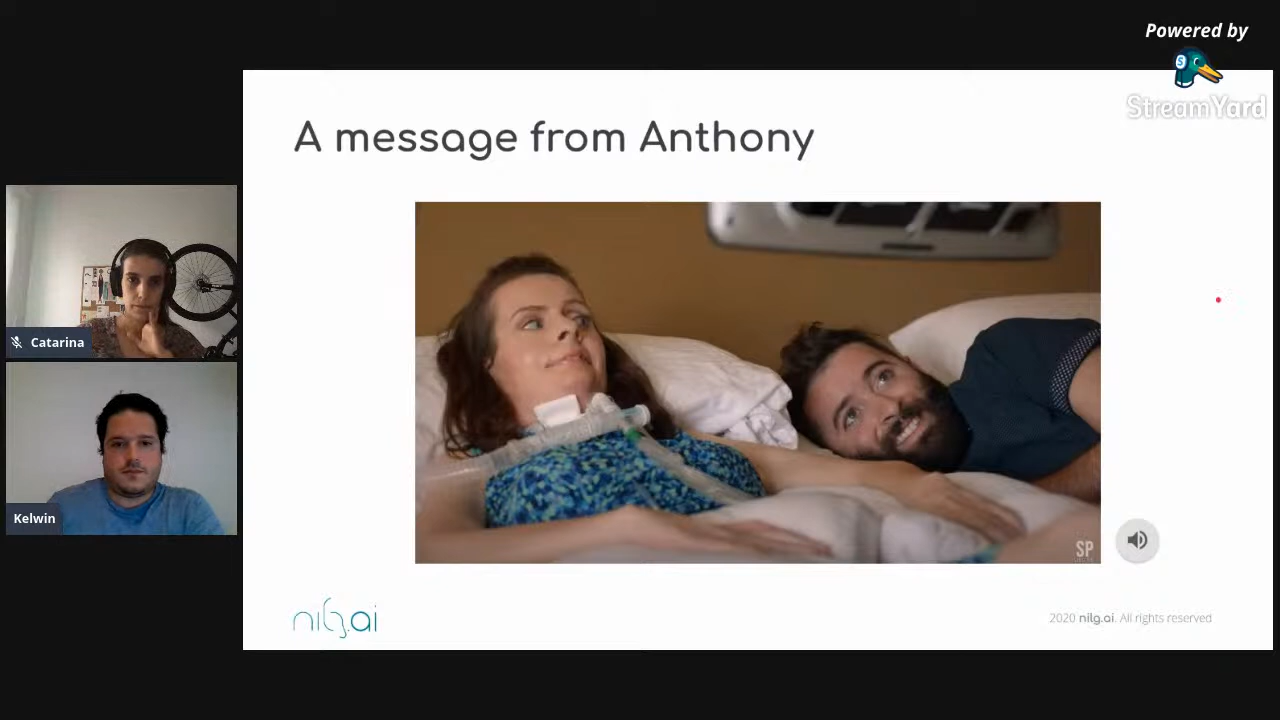 Powered by
StreamYard
A message from Anthony
Catarina
Kelwin
SP
nilg.ai
2020 nilg.ai. All rights reserved